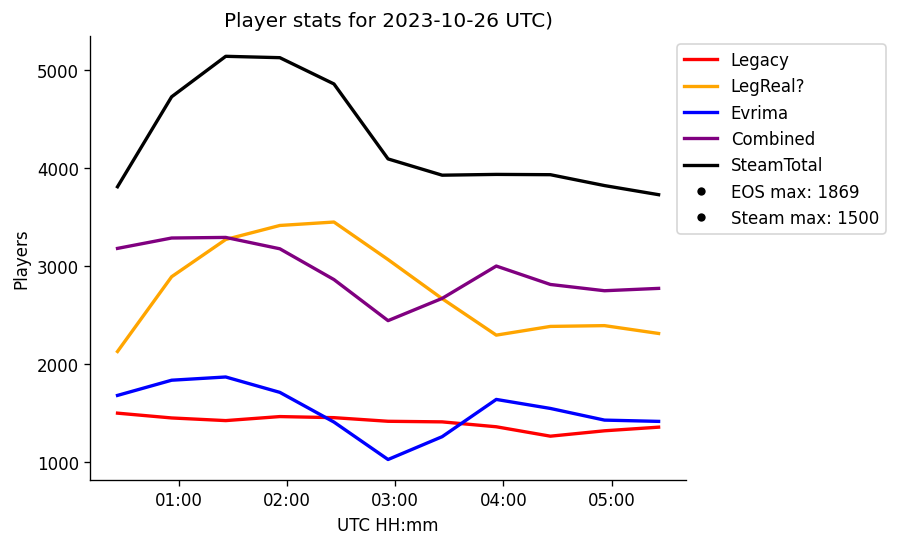 Player stats for 2023-10-26 UTC)
Legacy
LegReal?
Evrima
Combined
SteamTotal
EOS max: 1869
Steam max: 1500
Players
5000
4000
3000
2000
1000
01:00 02:00 03:00 04:00 05:00
UTC HH:mm